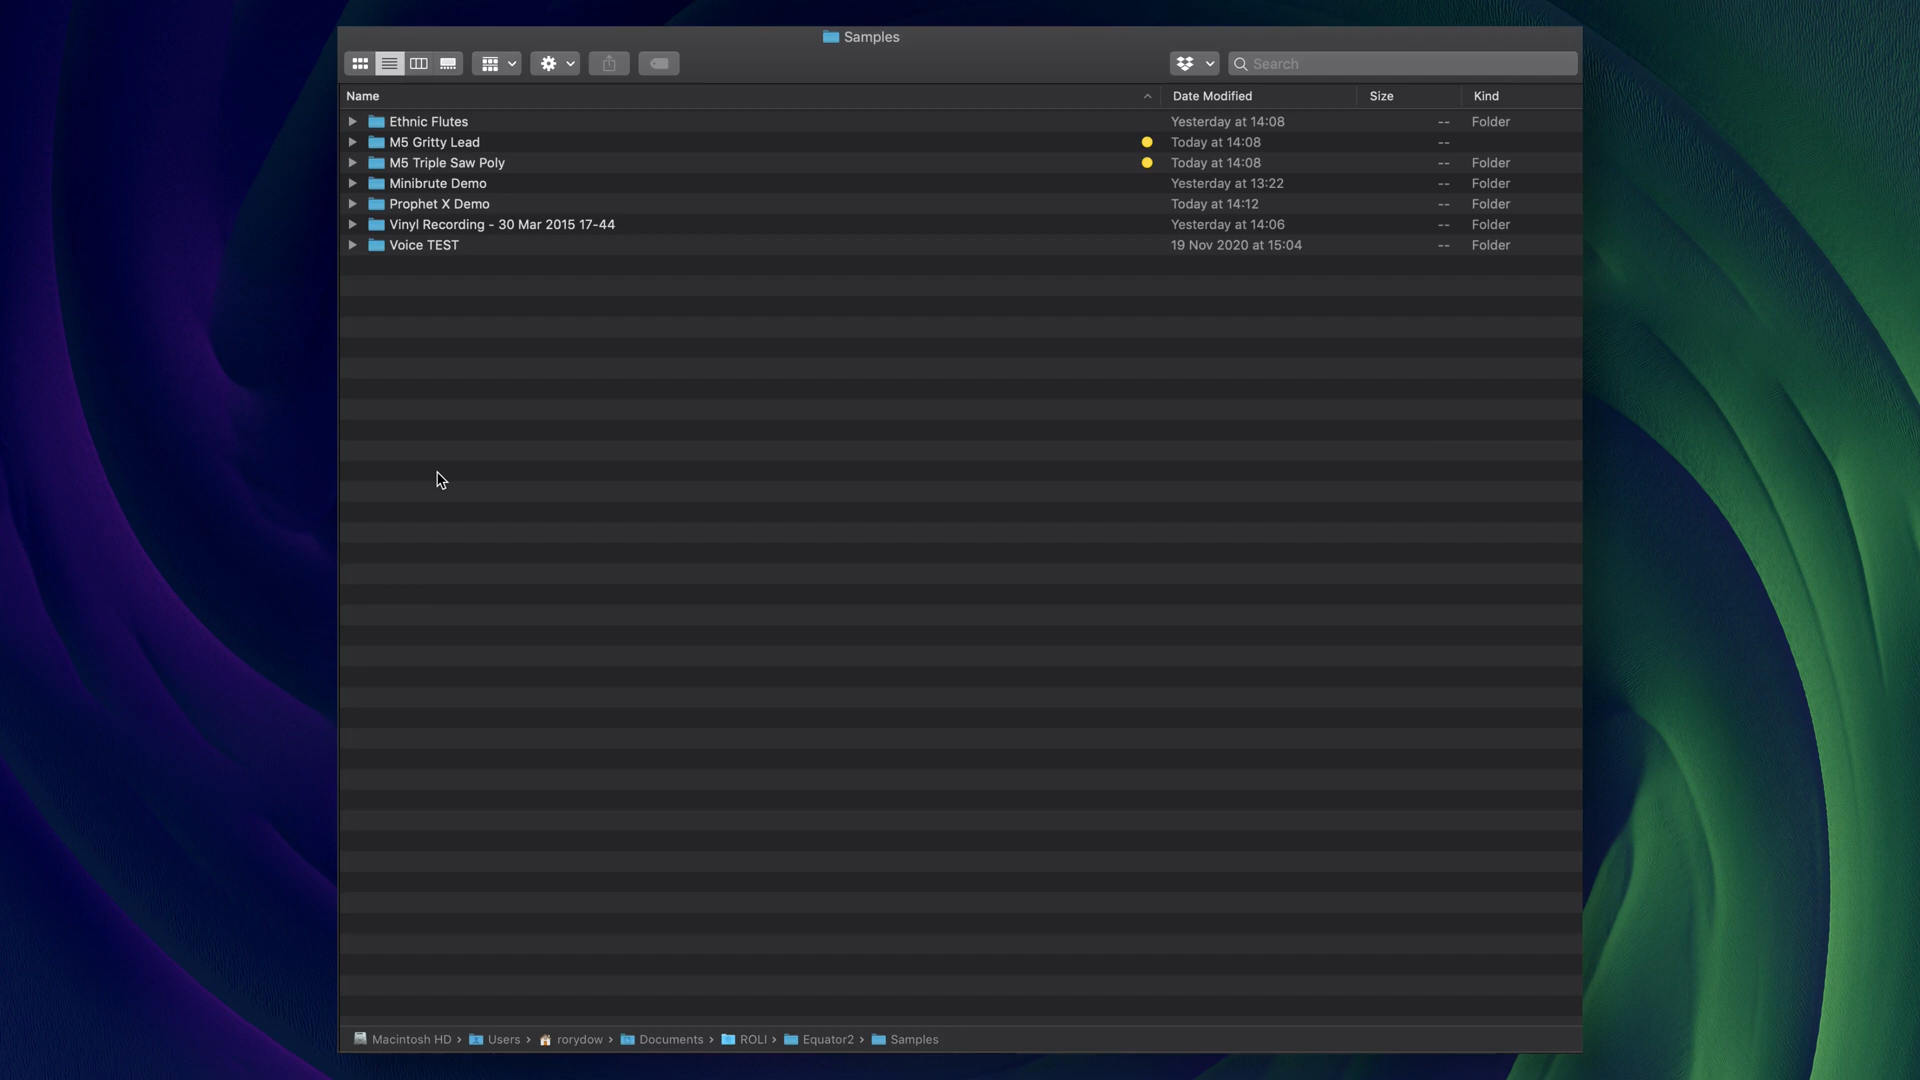 Samples
Search
Name Date Modified Size Kind
Ethnic Flutes Yesterday at 14:08 -- Folder
M5 Gritty Lead Today at 14:08 --
M5 Triple Saw Poly Today at 14:08 -- Folder
Minibrute Demo Yesterday at 13:22 -- Folder
Prophet X Demo Today at 14:12 -- Folder
Vinyl Recording - 30 Mar 2015 17-44 Yesterday at 14:06 -- Folder
Voice TEST 19 Nov 2020 at 15:04 -- Folder
Macintosh HD › Users › rorydow › Documents › ROLI › Equator2 › Samples